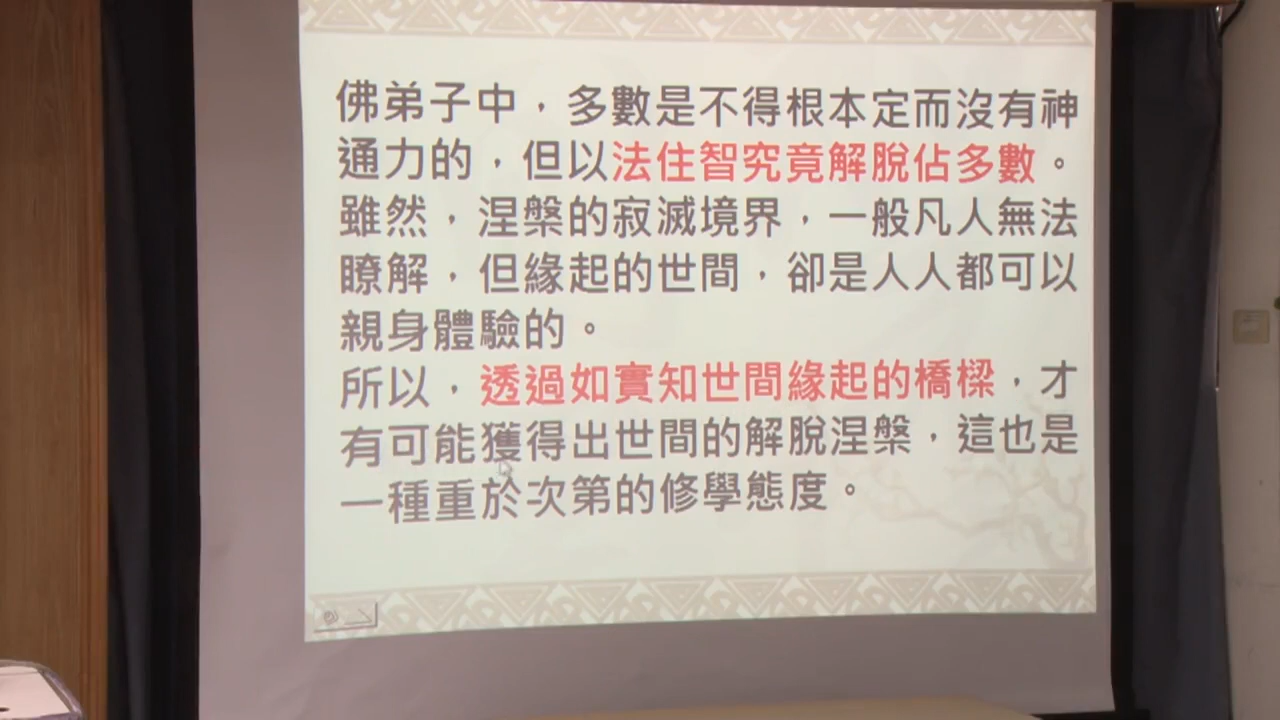 佛弟子中，多數是不得根本定而沒有神
通力的，但以法住智究竟解脫佔多數。
雖然，涅槃的寂滅境界，一般凡人無法
瞭解，但緣起的世間，卻是人人都可以
親身體驗的。
所以，透過如實知世間緣起的橋樑，才
有可能獲得出世間的解脫涅槃，這也是
一種重於次第的修學態度。